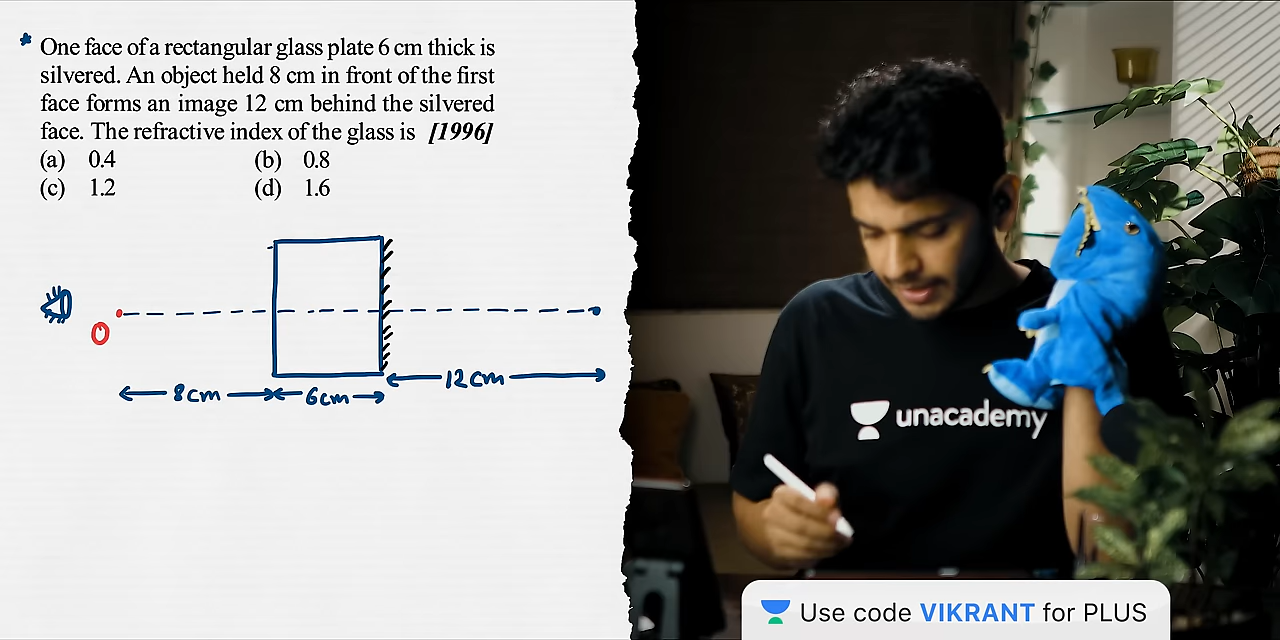 * One face of a rectangular glass plate 6 cm thick is
silvered. An object held 8 cm in front of the first
face forms an image 12 cm behind the silvered
face. The refractive index of the glass is [1996]
(a) 0.4 (b) 0.8
(c) 1.2 (d) 1.6
O
8cm 6cm 12cm
unacademy
Use code VIKRANT for PLUS